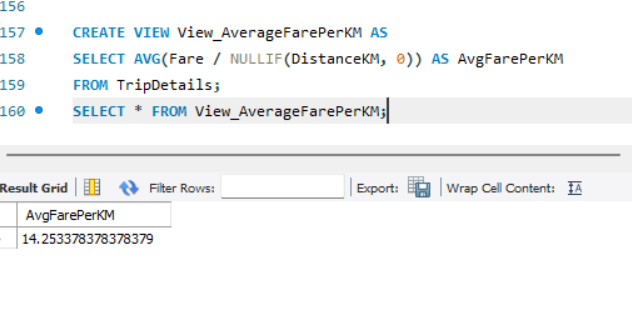 156
157 CREATE VIEW View_AverageFarePerKM AS
158 SELECT AVG(Fare / NULLIF(DistanceKM, 0)) AS AvgFarePerKM
159 FROM TripDetails;
160 SELECT * FROM View_AverageFarePerKM;
Result Grid Filter Rows: Export: Wrap Cell Content: IA
AvgFarePerKM
14.253378378378379